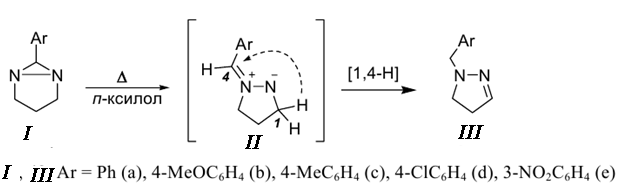 Ar
N N
Δ
п-ксилол
I
Ar
H 4
N+ N−
H
1 H
II
[1,4-H]
Ar
N N
III
I , III Ar = Ph (a), 4-MeOC6H4 (b), 4-MeC6H4 (c), 4-ClC6H4 (d), 3-NO2C6H4 (e)